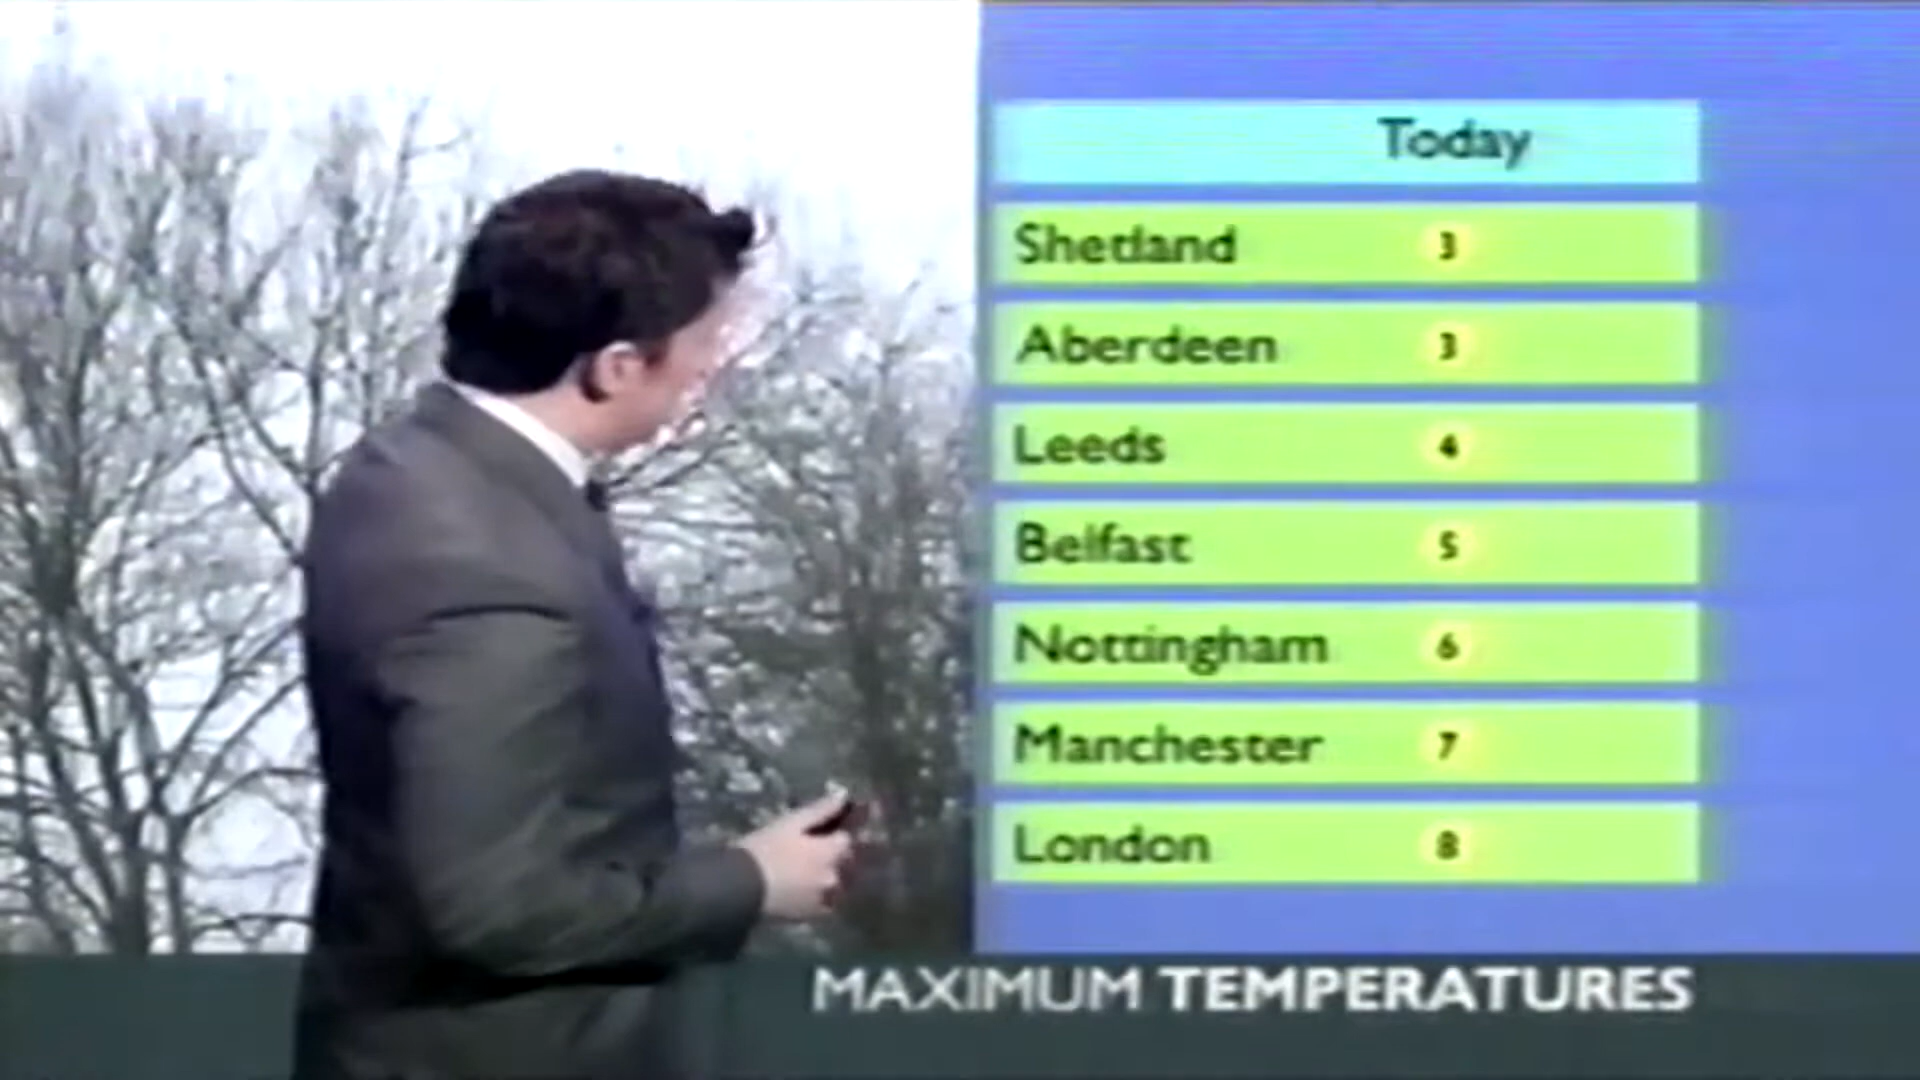 Today
Shetland 3
Aberdeen 3
Leeds 4
Belfast 5
Nottingham 6
Manchester 7
London 8
MAXIMUM TEMPERATURES